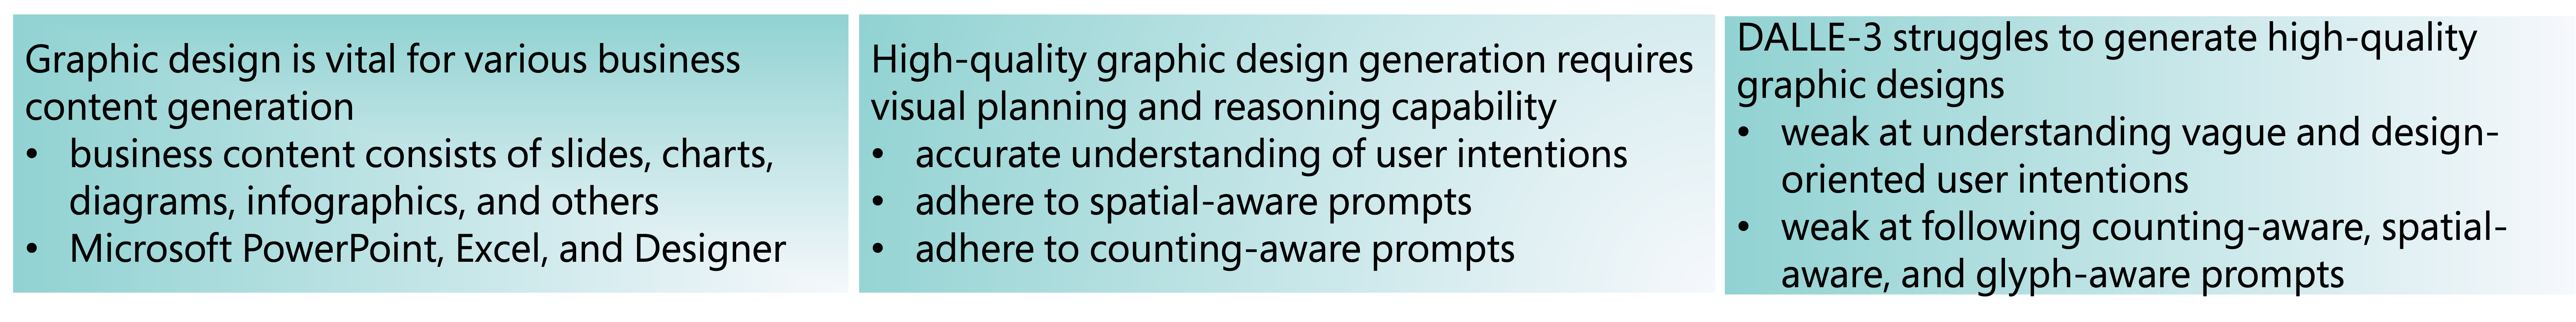 Graphic design is vital for various business
content generation
• business content consists of slides, charts,
diagrams, infographics, and others
• Microsoft PowerPoint, Excel, and Designer
High-quality graphic design generation requires
visual planning and reasoning capability
• accurate understanding of user intentions
• adhere to spatial-aware prompts
• adhere to counting-aware prompts
DALLE-3 struggles to generate high-quality
graphic designs
• weak at understanding vague and design-
oriented user intentions
• weak at following counting-aware, spatial-
aware, and glyph-aware prompts